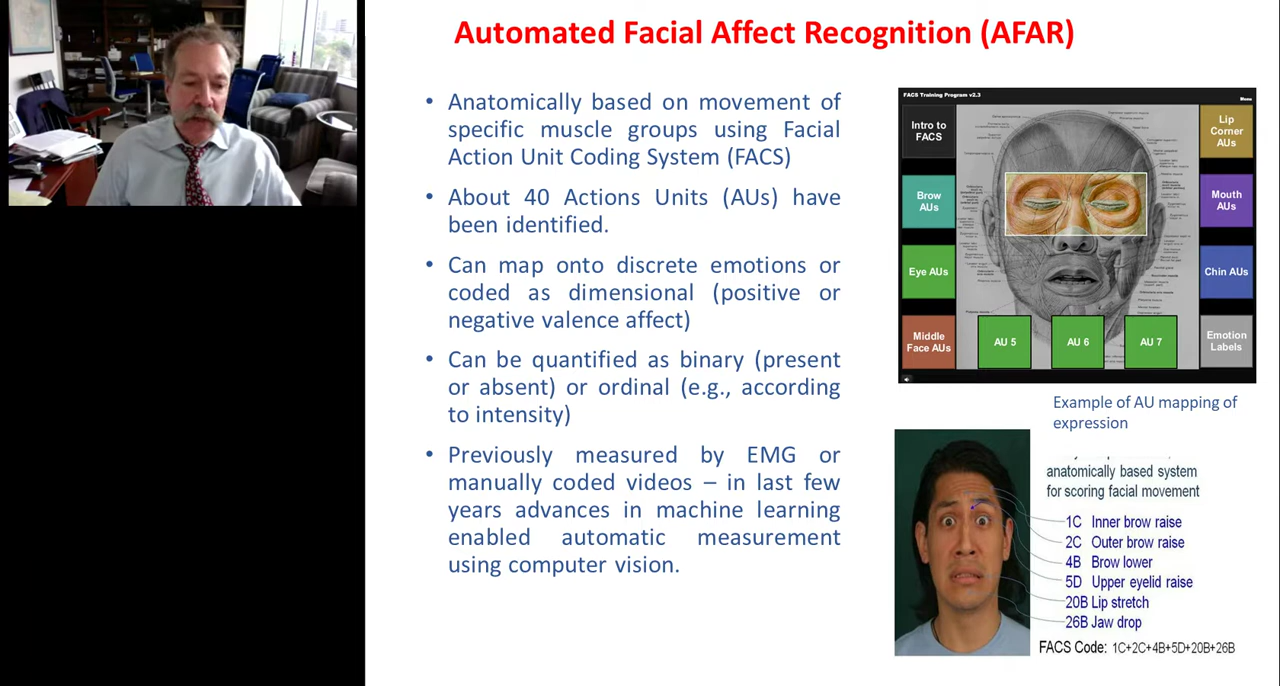 Automated Facial Affect Recognition (AFAR)
• Anatomically based on movement of
specific muscle groups using Facial
Action Unit Coding System (FACS)
• About 40 Actions Units (AUs) have
been identified.
• Can map onto discrete emotions or
coded as dimensional (positive or
negative valence affect)
• Can be quantified as binary (present
or absent) or ordinal (e.g., according
to intensity)
• Previously measured by EMG or
manually coded videos – in last few
years advances in machine learning
enabled automatic measurement
using computer vision.
FACS Training Program v2.3
Menu
Intro to
FACS
Lip
Corner
AUs
Brow
AUs
Mouth
AUs
Eye AUs
Chin AUs
Middle
Face AUs
AU 5
AU 6
AU 7
Emotion
Labels
Example of AU mapping of
expression
anatomically based system
for scoring facial movement
1C Inner brow raise
2C Outer brow raise
4B Brow lower
5D Upper eyelid raise
20B Lip stretch
26B Jaw drop
FACS Code: 1C+2C+4B+5D+20B+26B